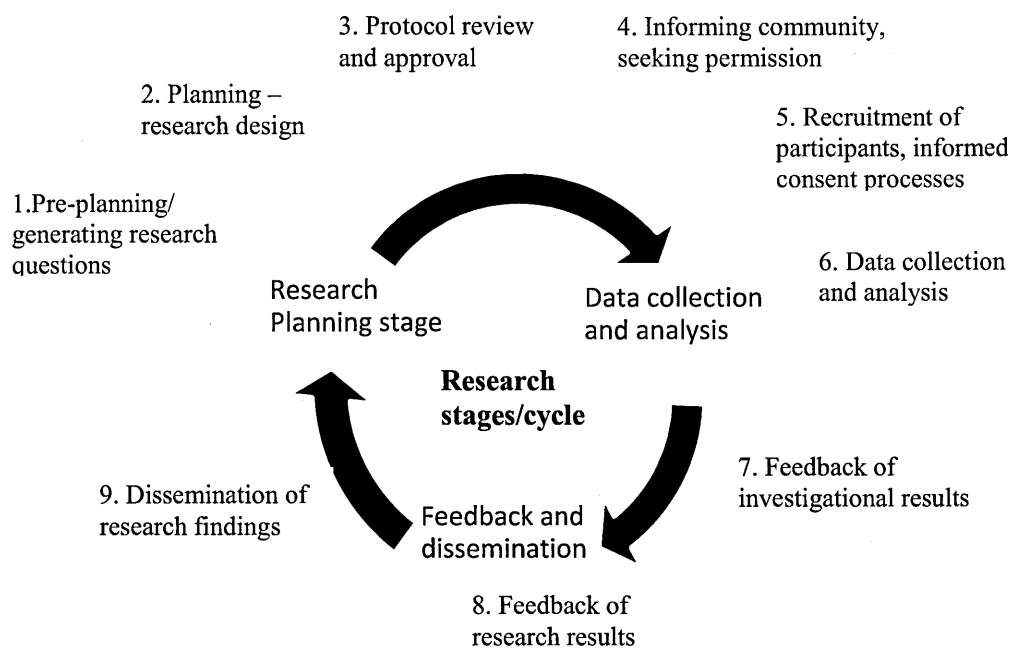 3. Protocol review
and approval
4. Informing community,
seeking permission
2. Planning –
research design
5. Recruitment of
participants, informed
consent processes
1.Pre-planning/
generating research
questions
6. Data collection
and analysis
Research
Planning stage
Data collection
and analysis
Research
stages/cycle
7. Feedback of
investigational results
9. Dissemination of
research findings
Feedback and
dissemination
8. Feedback of
research results